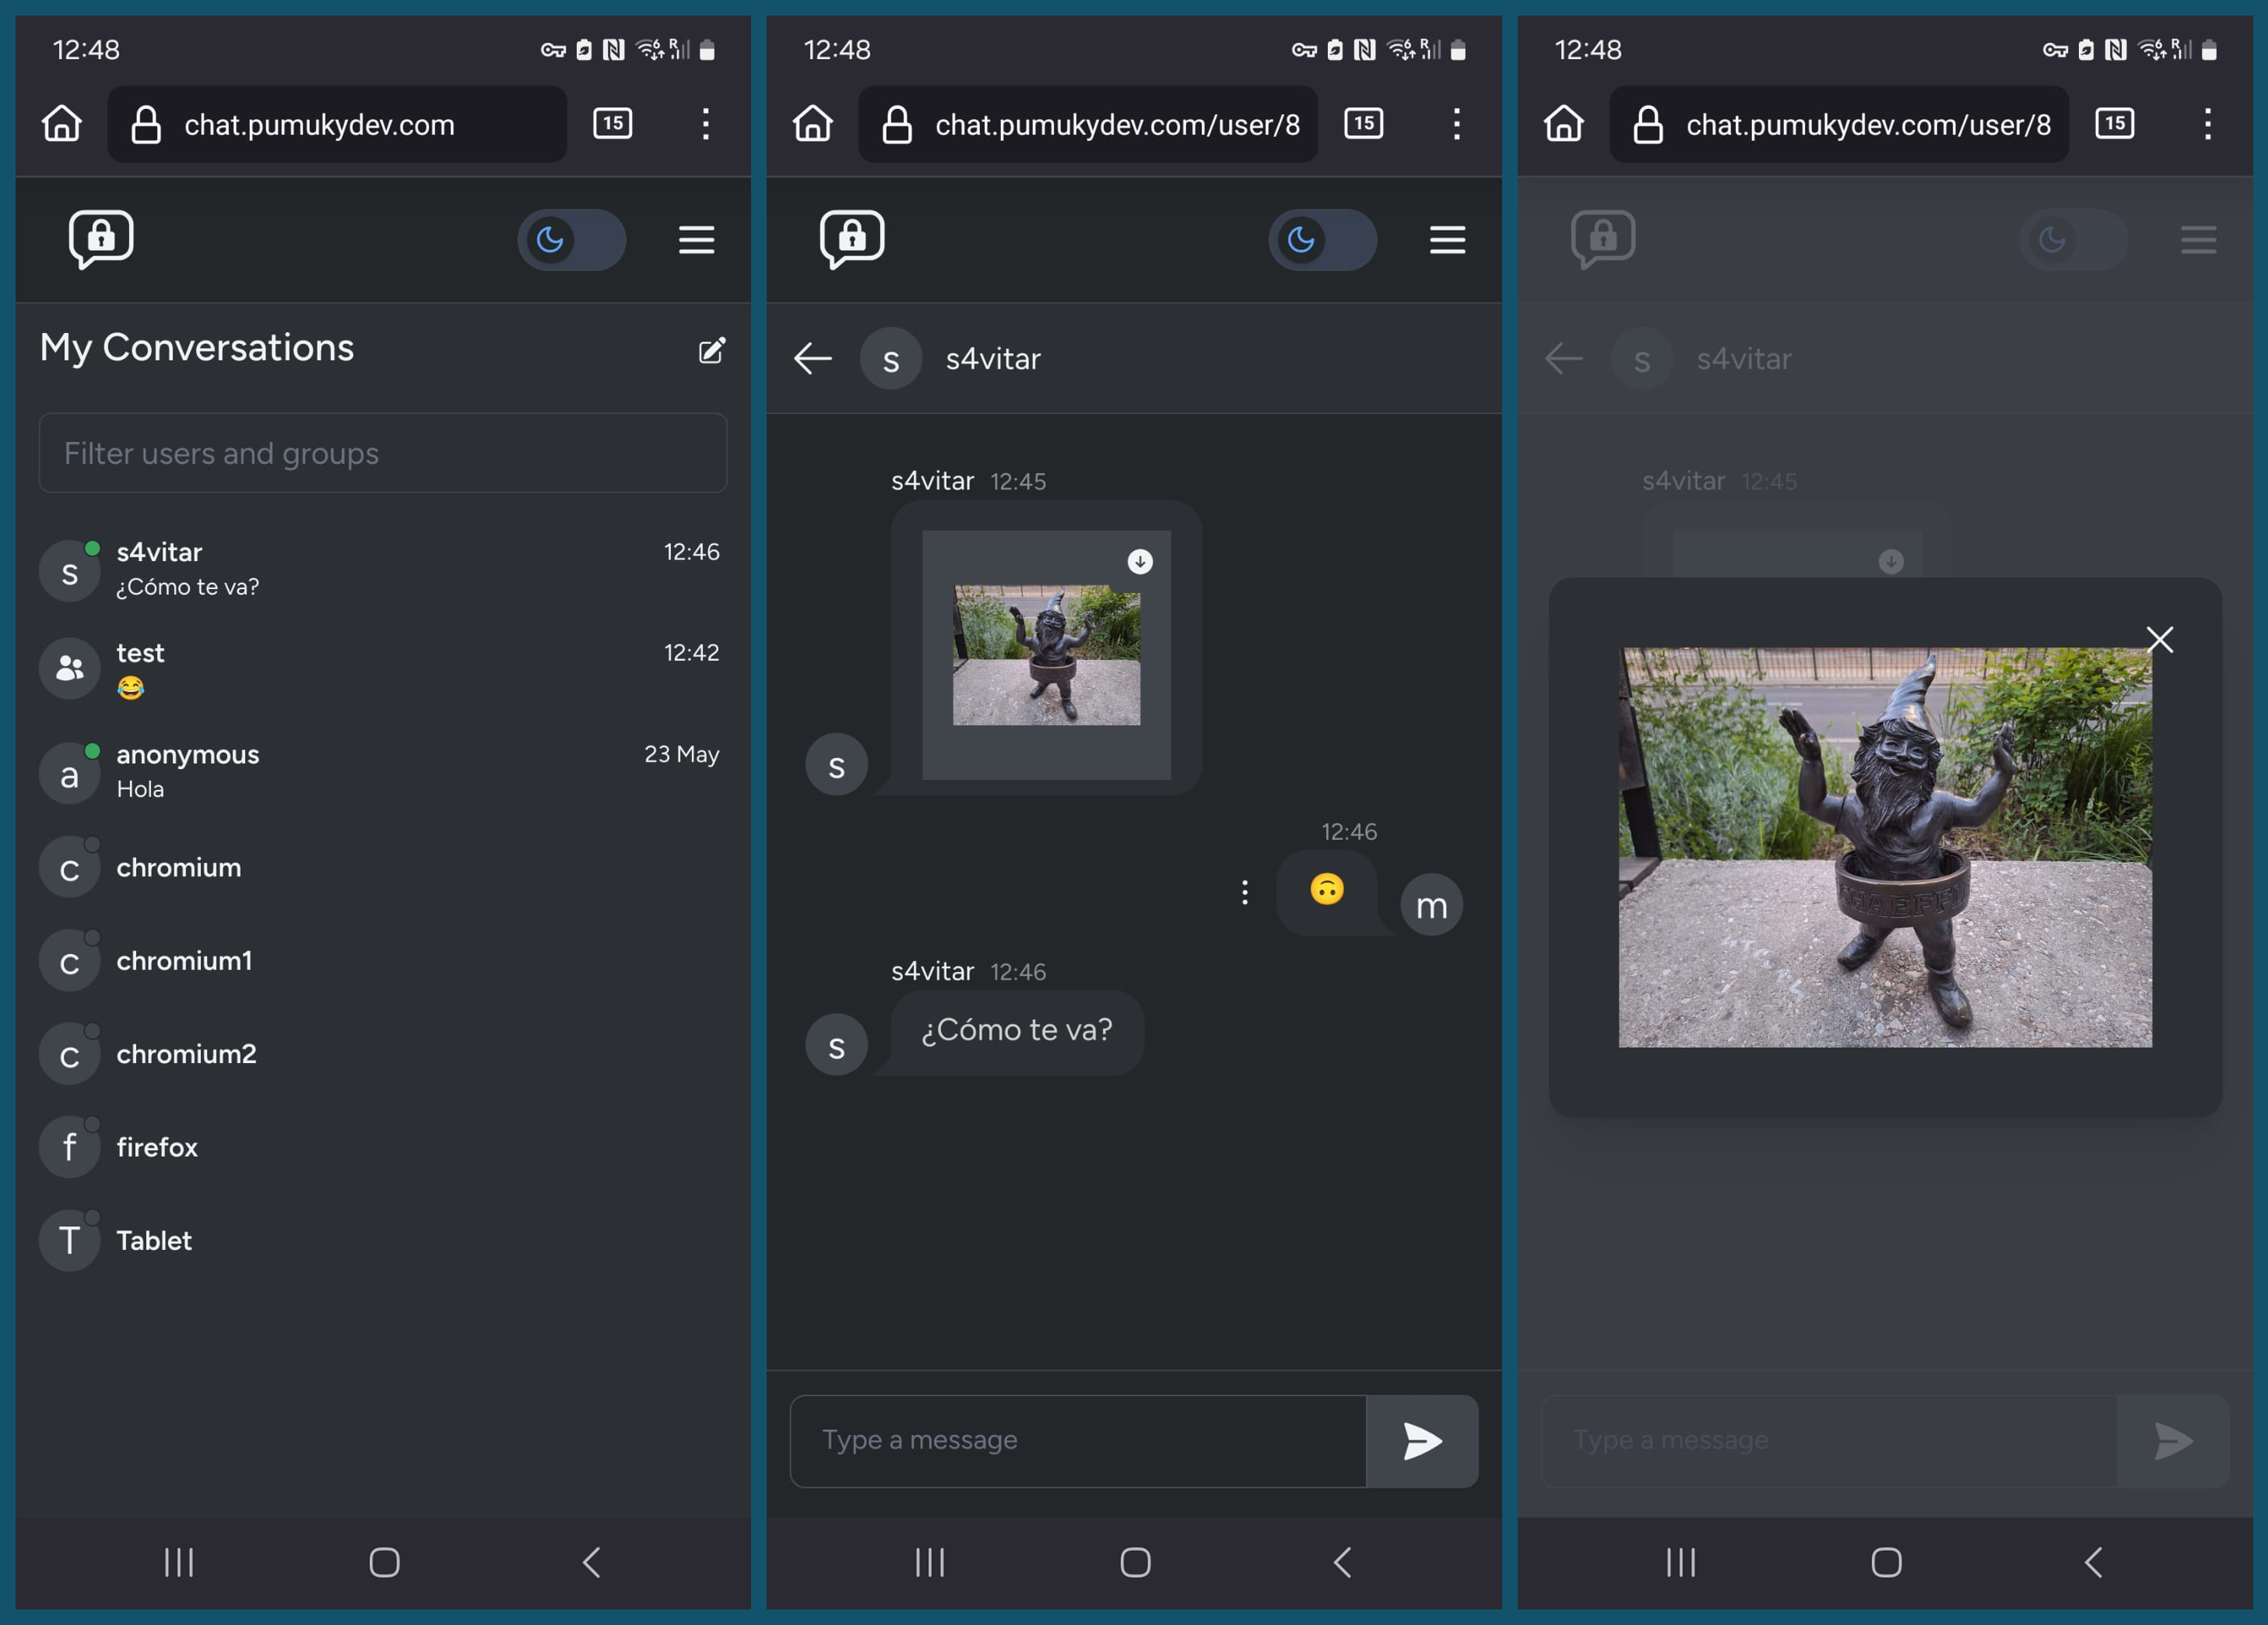 12:48
chat.pumukydev.com
15
My Conversations
Filter users and groups
s
s4vitar
12:46
¿Cómo te va?
test
12:42
😂
a
anonymous
23 May
Hola
c
chromium
c
chromium1
c
chromium2
f
firefox
T
Tablet
12:48
chat.pumukydev.com/user/8
15
s
s4vitar
s4vitar 12:45
s
12:46
🙃
m
s4vitar 12:46
¿Cómo te va?
s
Type a message
12:48
chat.pumukydev.com/user/8
15
s
s4vitar
s4vitar 12:45
Type a message